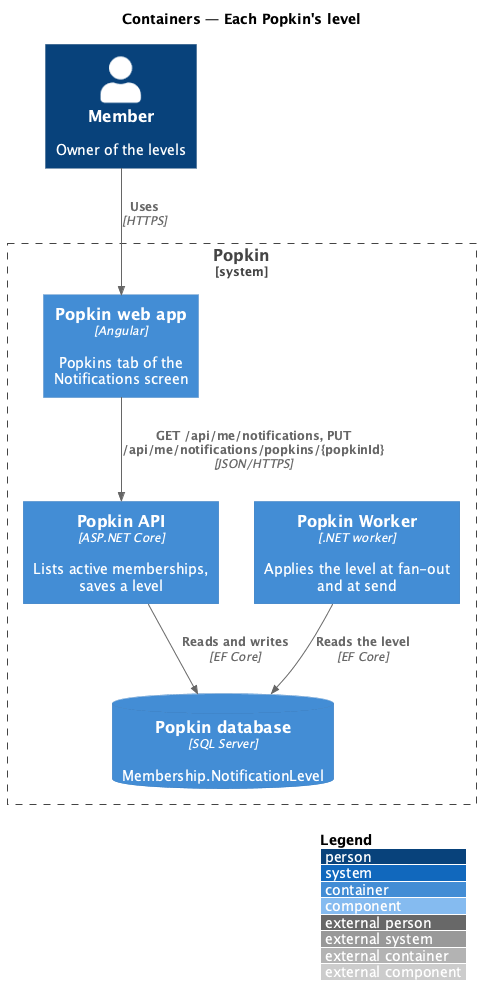 Containers — Each Popkin's level
Member
Owner of the levels
Uses
[HTTPS]
Popkin
[system]
Popkin web app
[Angular]
Popkins tab of the
Notifications screen
GET /api/me/notifications, PUT
/api/me/notifications/popkins/{popkinId}
[JSON/HTTPS]
Popkin API
[ASP.NET Core]
Lists active memberships,
saves a level
Popkin Worker
[.NET worker]
Applies the level at fan-out
and at send
Reads and writes
[EF Core]
Reads the level
[EF Core]
Popkin database
[SQL Server]
Membership.NotificationLevel
Legend
person
system
container
component
external person
external system
external container
external component